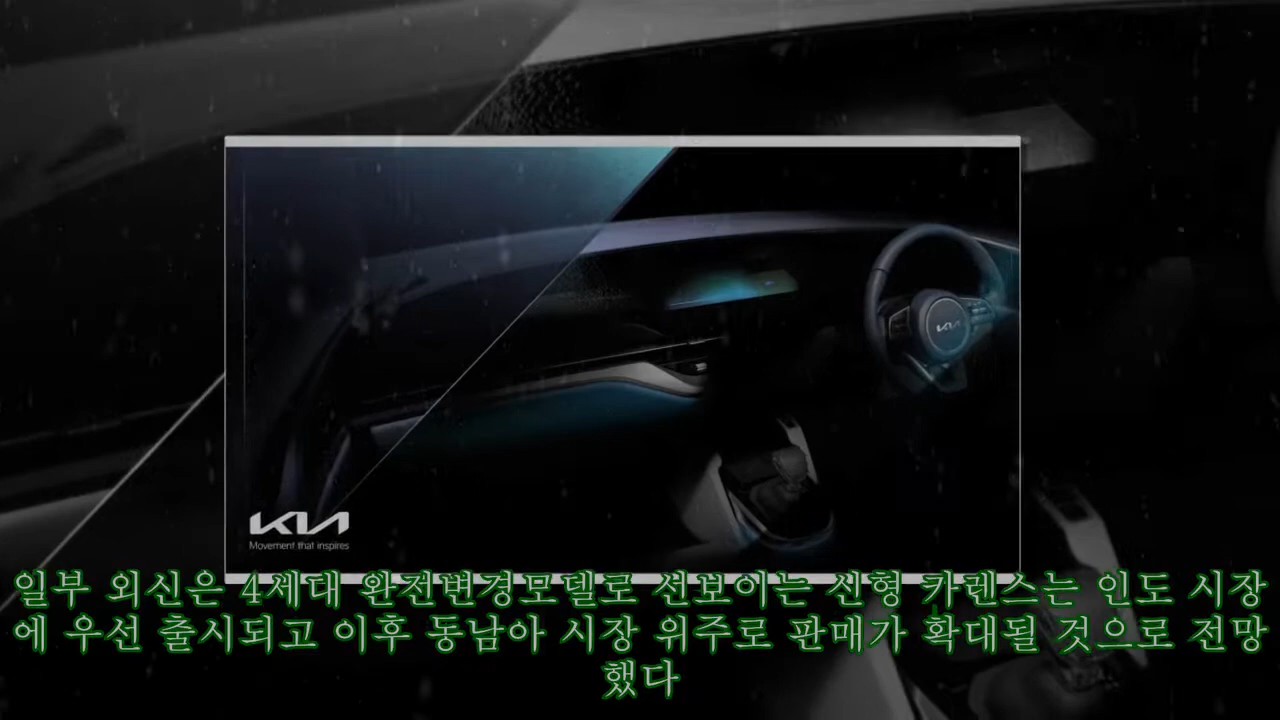 KIA
Movement that inspires
일부 외신은 4세대 완전변경모델로 선보이는 신형 카렌스는 인도 시장
에 우선 출시되고 이후 동남아 시장 위주로 판매가 확대될 것으로 전망
했다